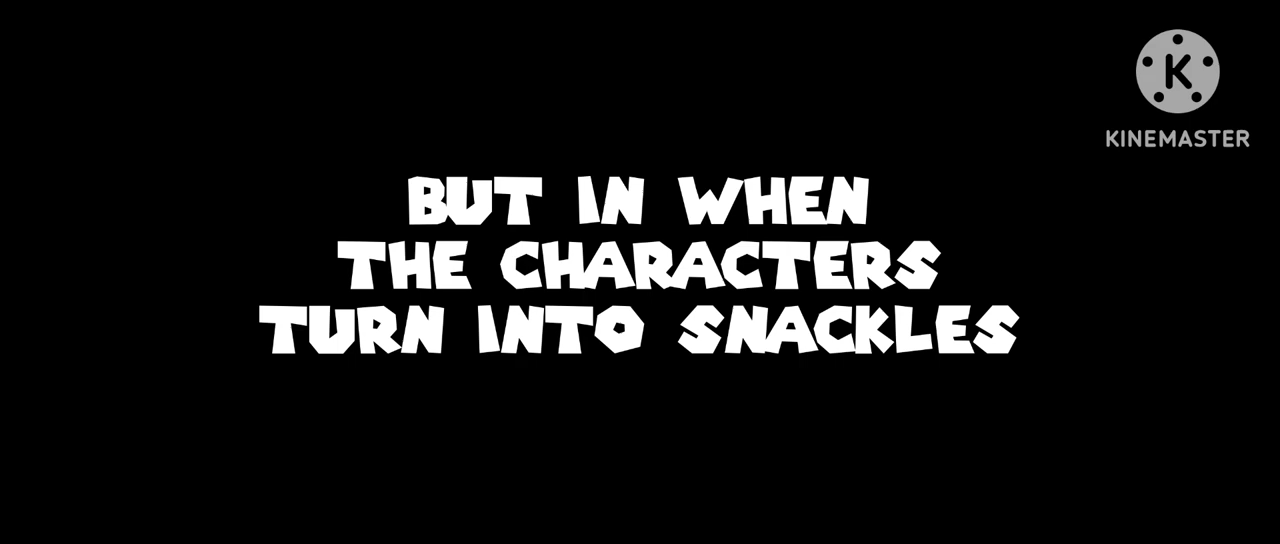 K
KINEMASTER
BUT IN WHEN
THE CHARACTERS
TURN INTO SNACKLES